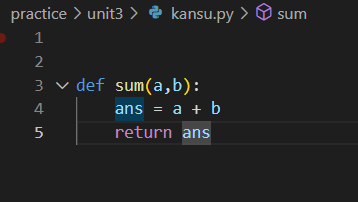 practice > unit3 > kansu.py > sum
1
2
3 def sum(a,b):
4     ans = a + b
5     return ans